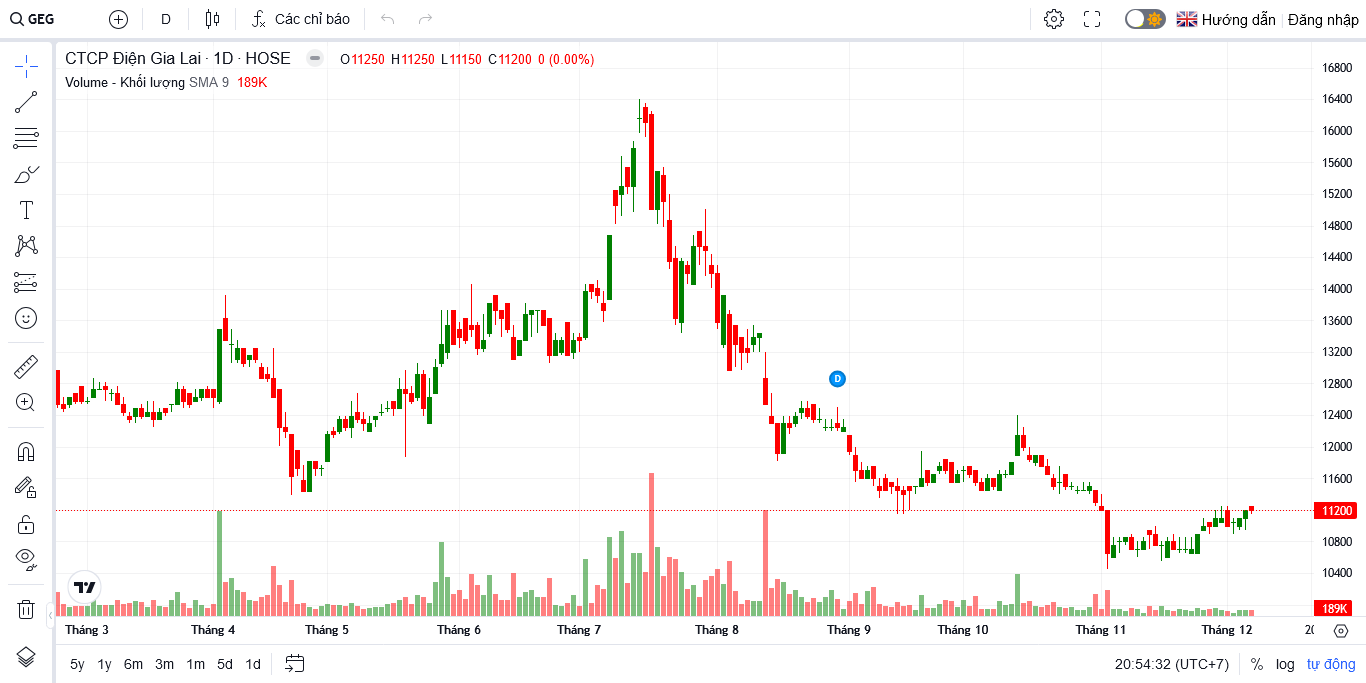 GEG D Các chỉ báo Hướng dẫn Đăng nhập
CTCP Điện Gia Lai · 1D · HOSE O11250 H11250 L11150 C11200 0 (0.00%)
Volume - Khối lượng SMA 9 189K
16800
16400
16000
15600
15200
14800
14400
14000
13600
13200
12800
D
12400
12000
11600
11200
10800
10400
189K
Tháng 3 Tháng 4 Tháng 5 Tháng 6 Tháng 7 Tháng 8 Tháng 9 Tháng 10 Tháng 11 Tháng 12
5y 1y 6m 3m 1m 5d 1d 20:54:32 (UTC+7) % log tự động